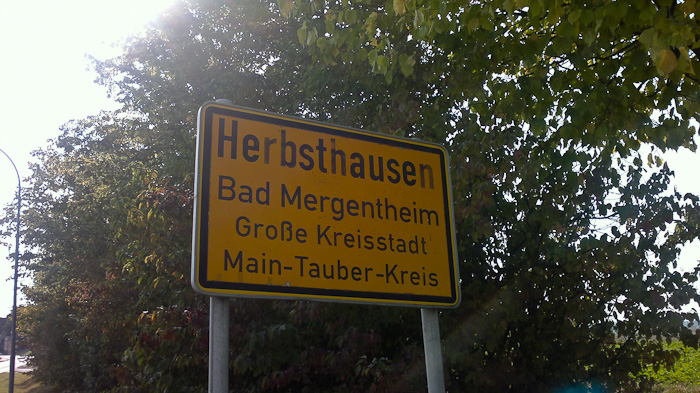 Herbsthausen
Bad Mergentheim
Große Kreisstadt
Main-Tauber-Kreis